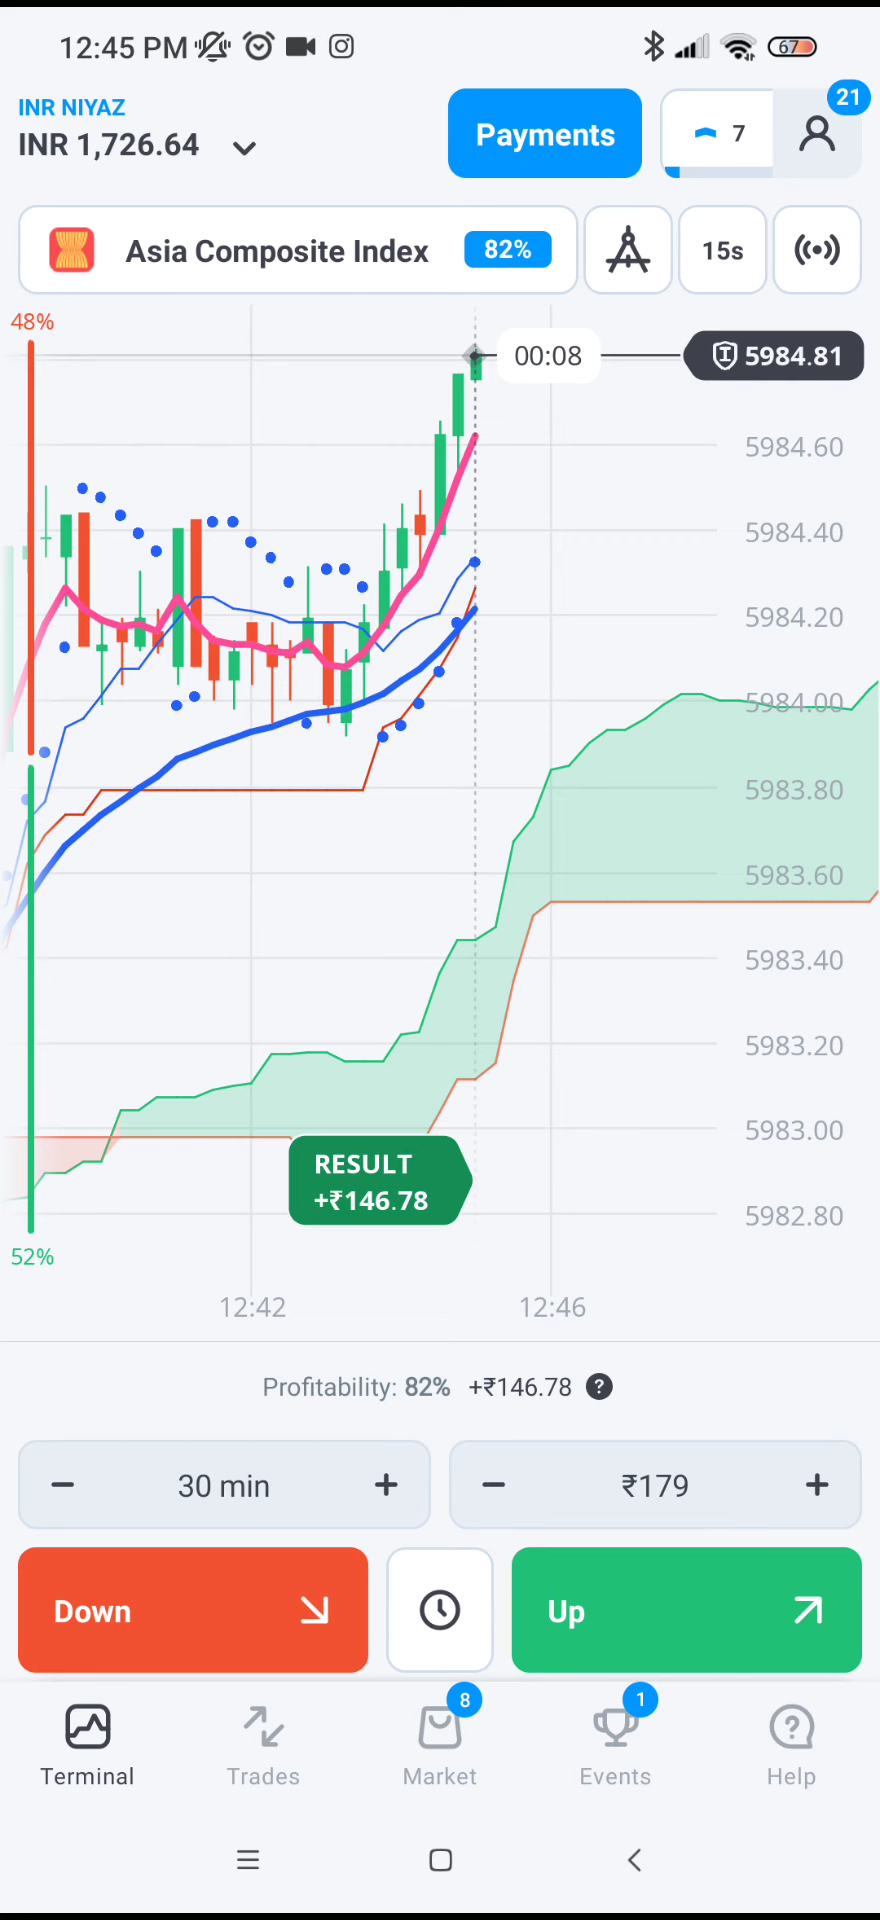 12:45 PM
67
INR NIYAZ
INR 1,726.64
Payments
7
21
Asia Composite Index
82%
15s
48%
00:08
5984.81
5984.60
5984.40
5984.20
5984.00
5983.80
5983.60
5983.40
5983.20
5983.00
5982.80
RESULT
+₹146.78
52%
12:42
12:46
Profitability: 82% +₹146.78 ?
− 30 min +
− ₹179 +
Down
Up
8
1
Terminal
Trades
Market
Events
Help